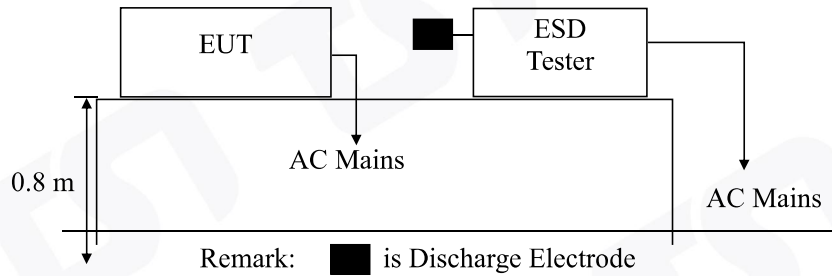 EUT
ESD
Tester
AC Mains
0.8 m
AC Mains
Remark: is Discharge Electrode